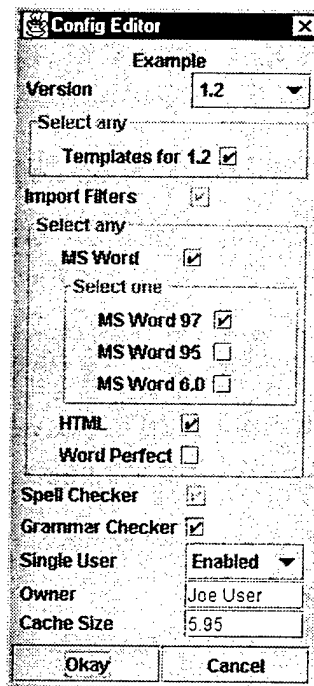 Config Editor
Example
Version 1.2
Select any
Templates for 1.2
Import Filters
Select any
MS Word
Select one
MS Word 97
MS Word 95
MS Word 6.0
HTML
Word Perfect
Spell Checker
Grammar Checker
Single User Enabled
Owner Joe User
Cache Size 5.95
Okay Cancel